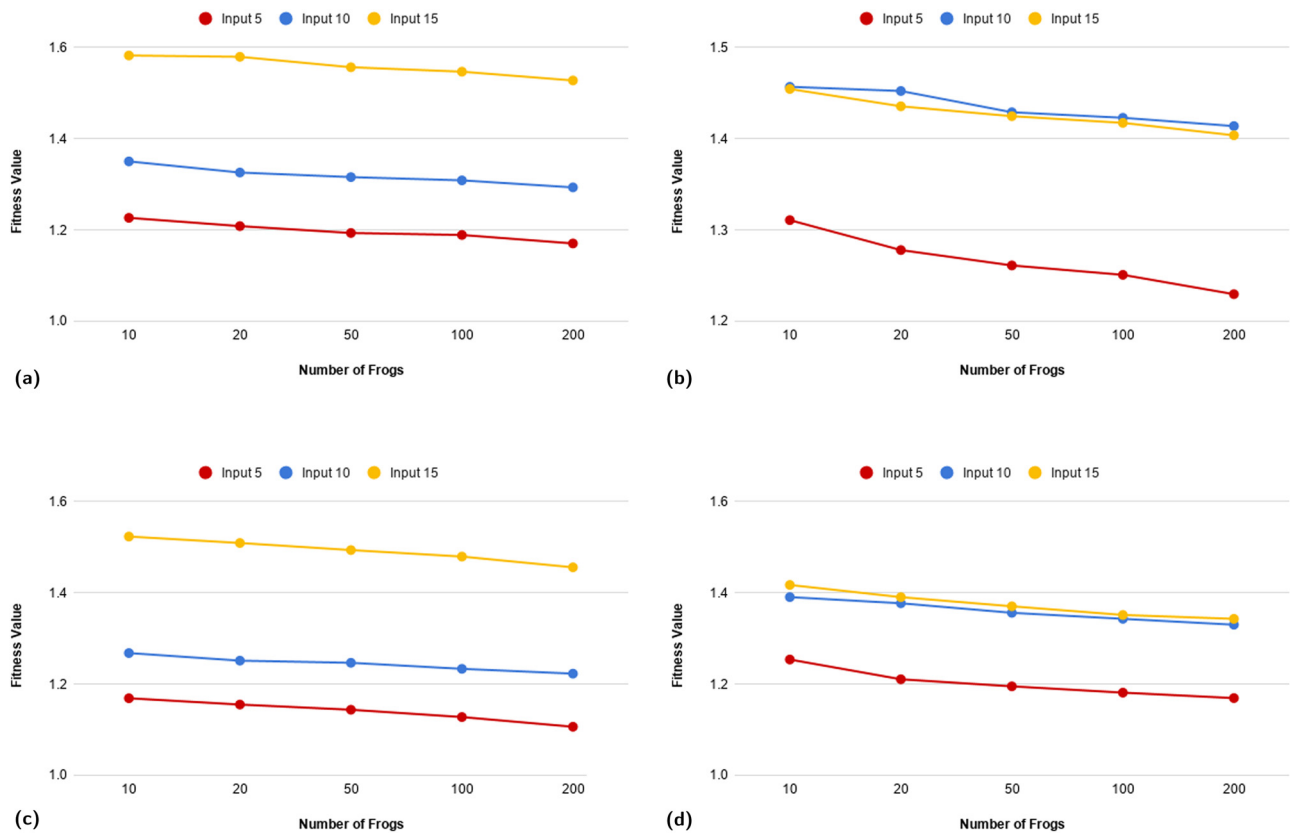 Input 5 Input 10 Input 15
1.6
1.4
1.2
1.0
Fitness Value
10 20 50 100 200
Number of Frogs
(a)
Input 5 Input 10 Input 15
1.5
1.4
1.3
1.2
Fitness Value
10 20 50 100 200
Number of Frogs
(b)
Input 5 Input 10 Input 15
1.6
1.4
1.2
1.0
Fitness Value
10 20 50 100 200
Number of Frogs
(c)
Input 5 Input 10 Input 15
1.6
1.4
1.2
1.0
Fitness Value
10 20 50 100 200
Number of Frogs
(d)